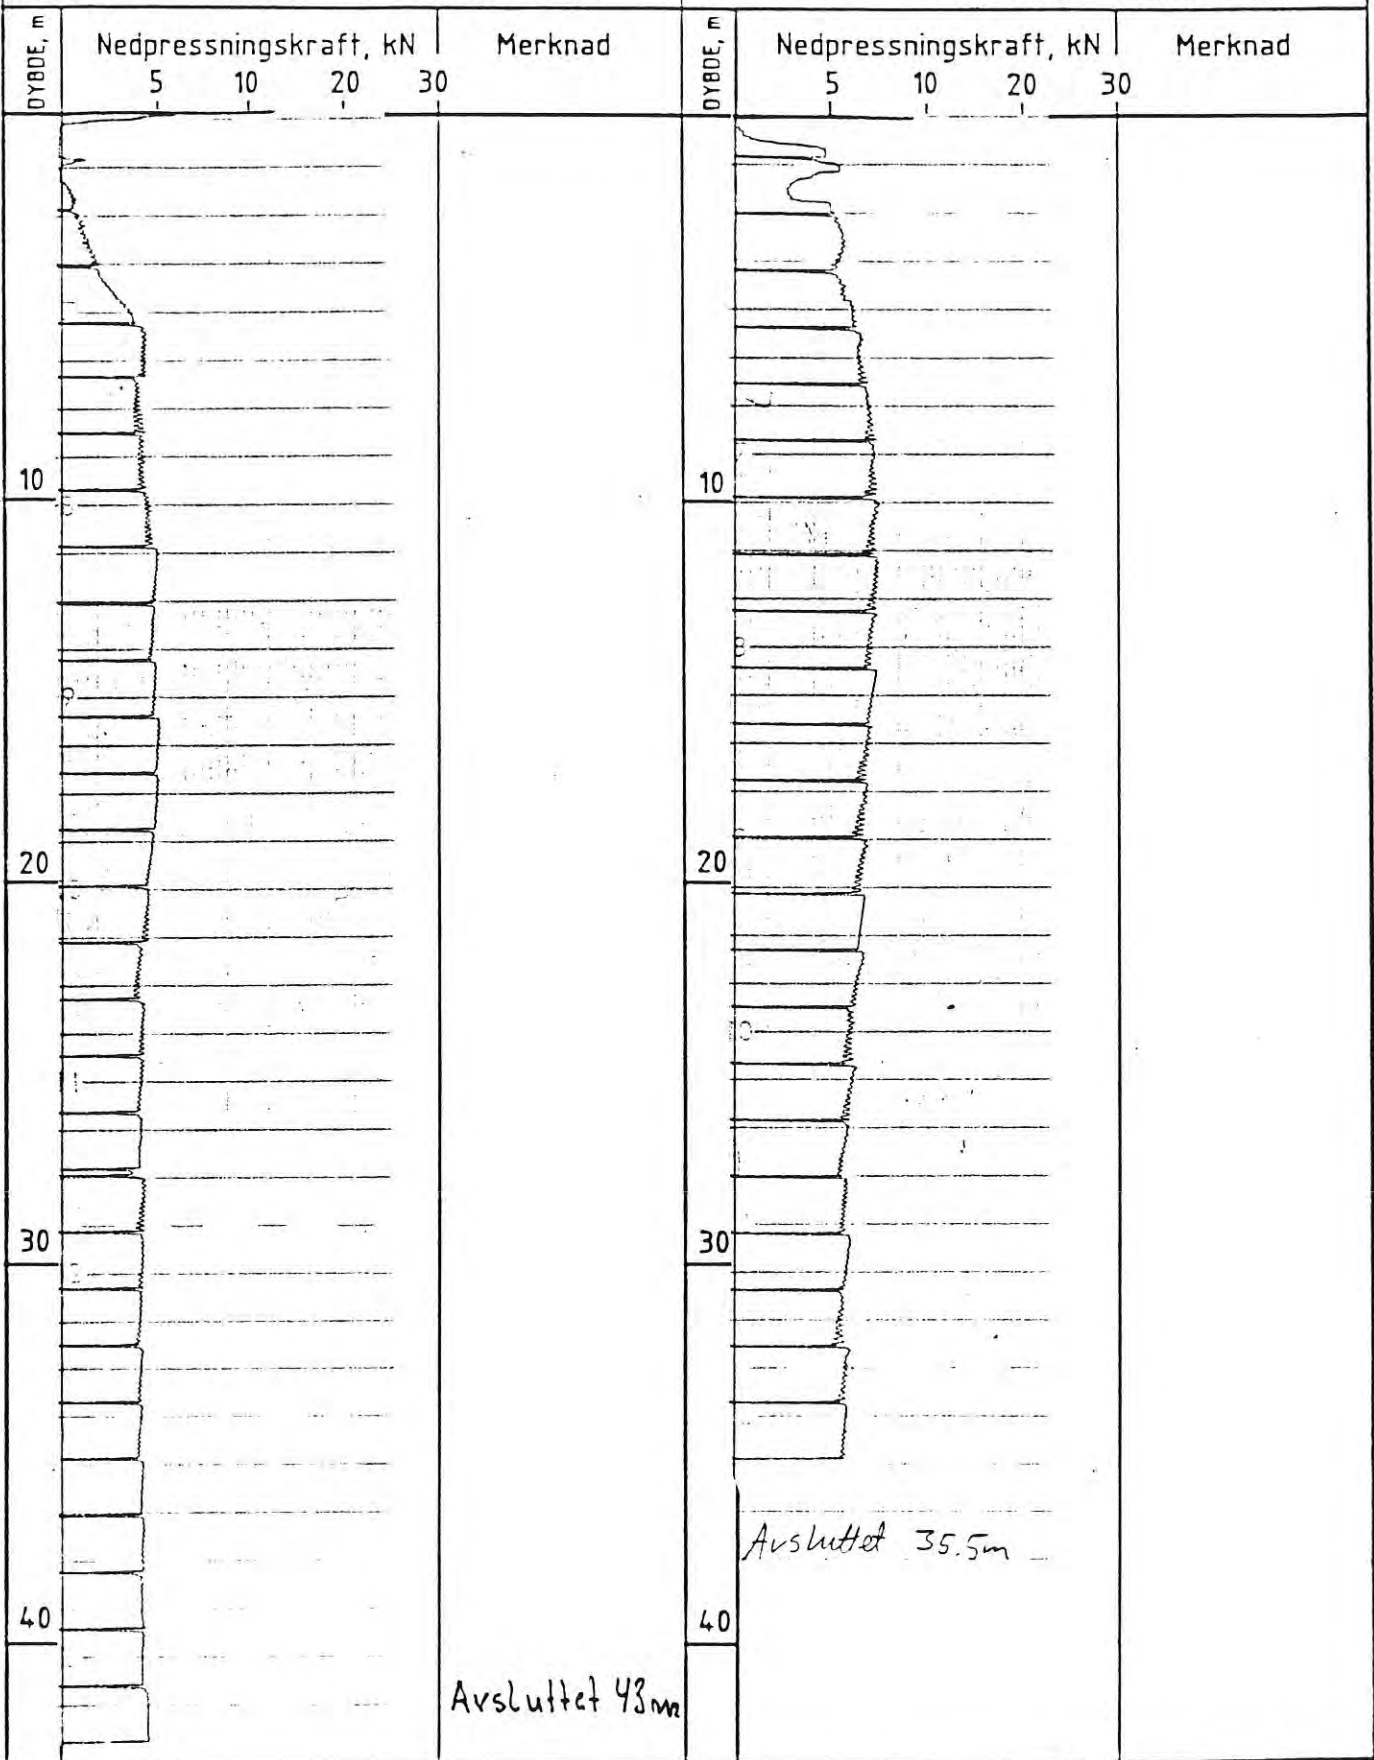 DYBDE, m
Nedpressningskraft, kN
Merknad
5 10 20 30
10
20
30
40
Avsluttet 43m
DYBDE, m
Nedpressningskraft, kN
Merknad
5 10 20 30
10
20
30
Avsluttet 35.5m
40